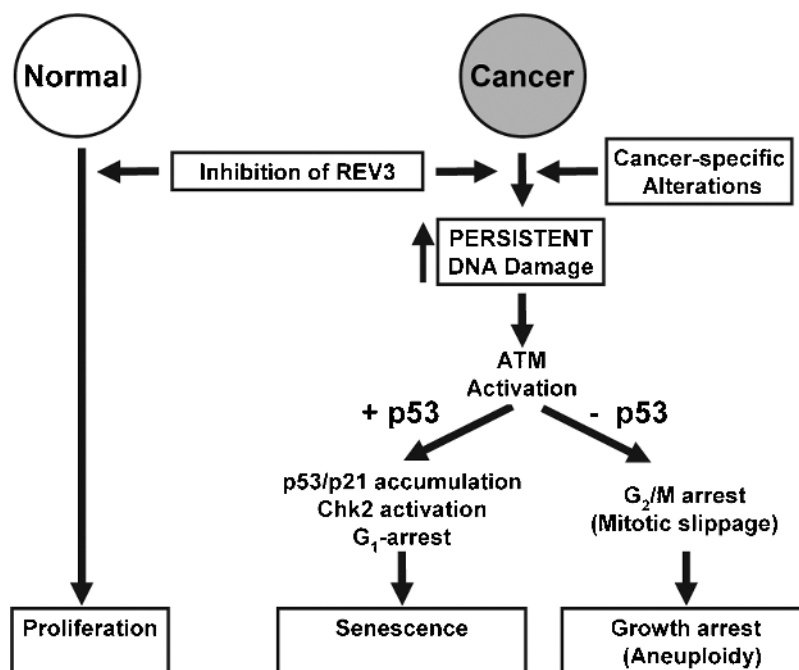 Normal
Cancer
Inhibition of REV3
Cancer-specific
Alterations
PERSISTENT
DNA Damage
ATM
Activation
+ p53
- p53
p53/p21 accumulation
Chk2 activation
G₁-arrest
G₂/M arrest
(Mitotic slippage)
Proliferation
Senescence
Growth arrest
(Aneuploidy)